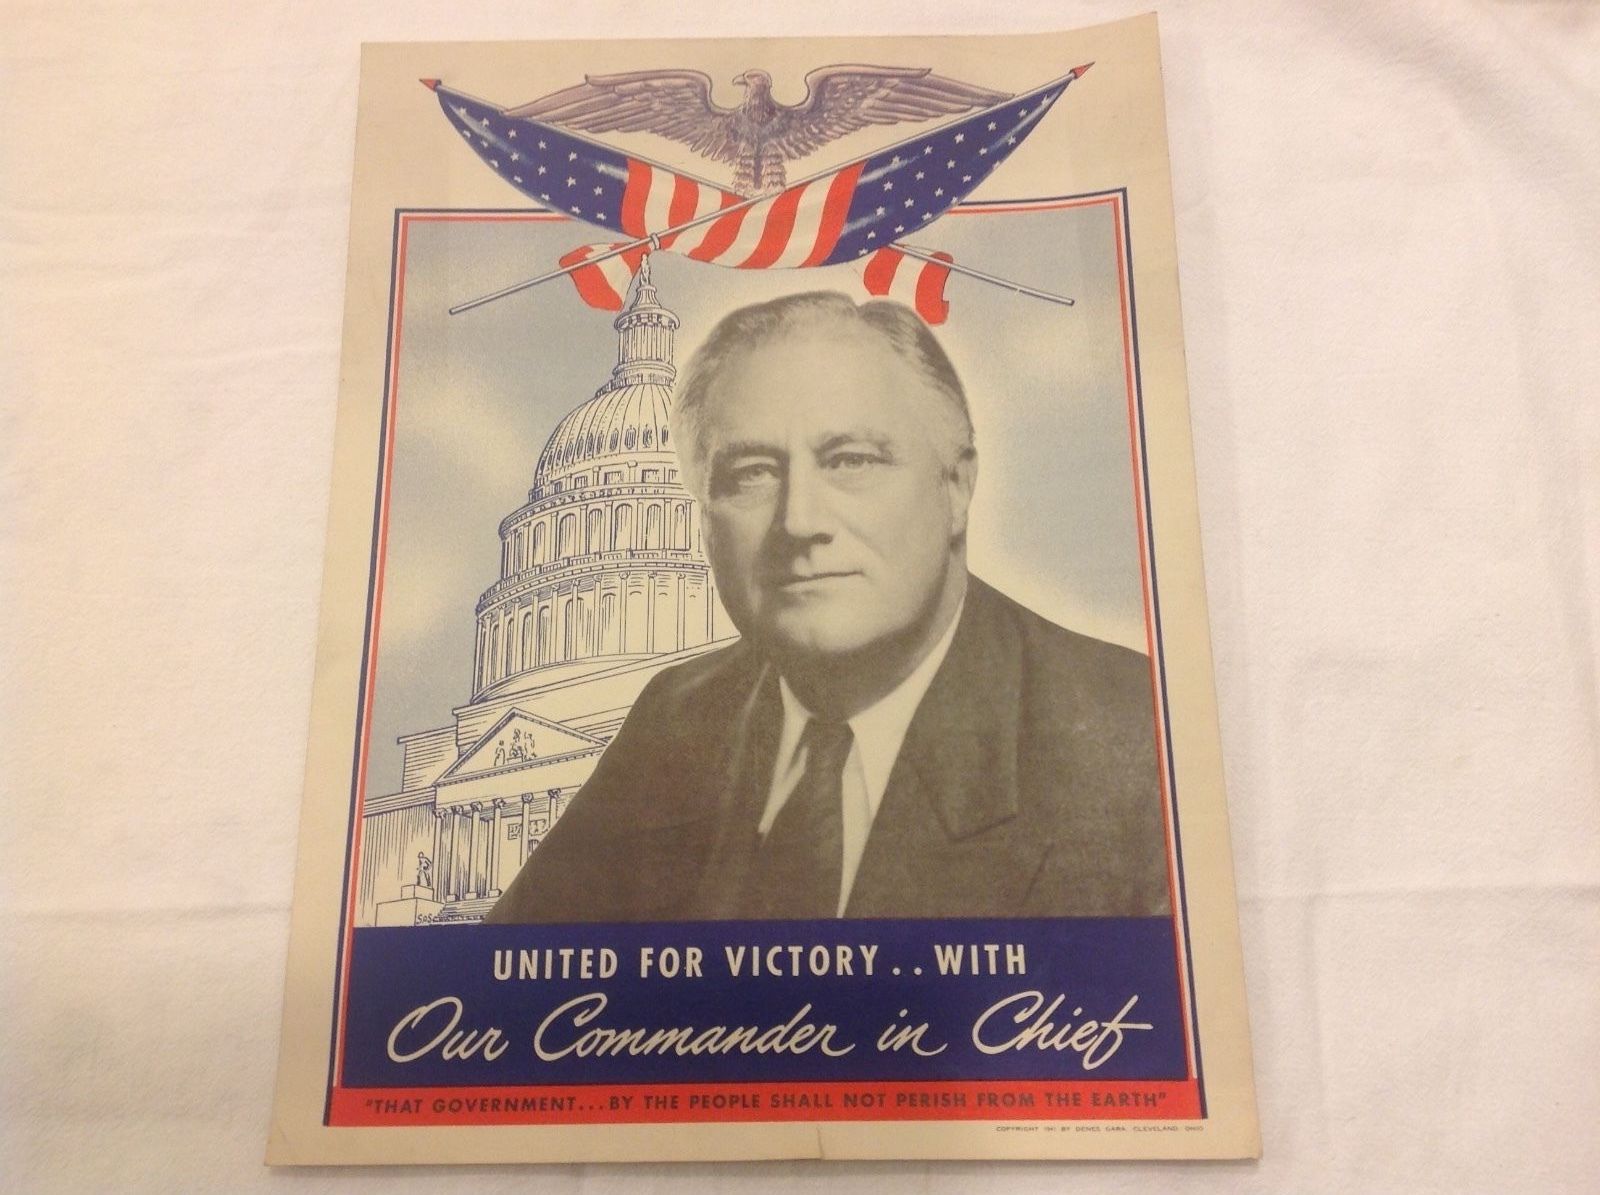 UNITED FOR VICTORY.. WITH
Our Commander in Chief
"THAT GOVERNMENT...BY THE PEOPLE SHALL NOT PERISH FROM THE EARTH"
COPYRIGHT 1941 BY DENES GARA CLEVELAND, OHIO